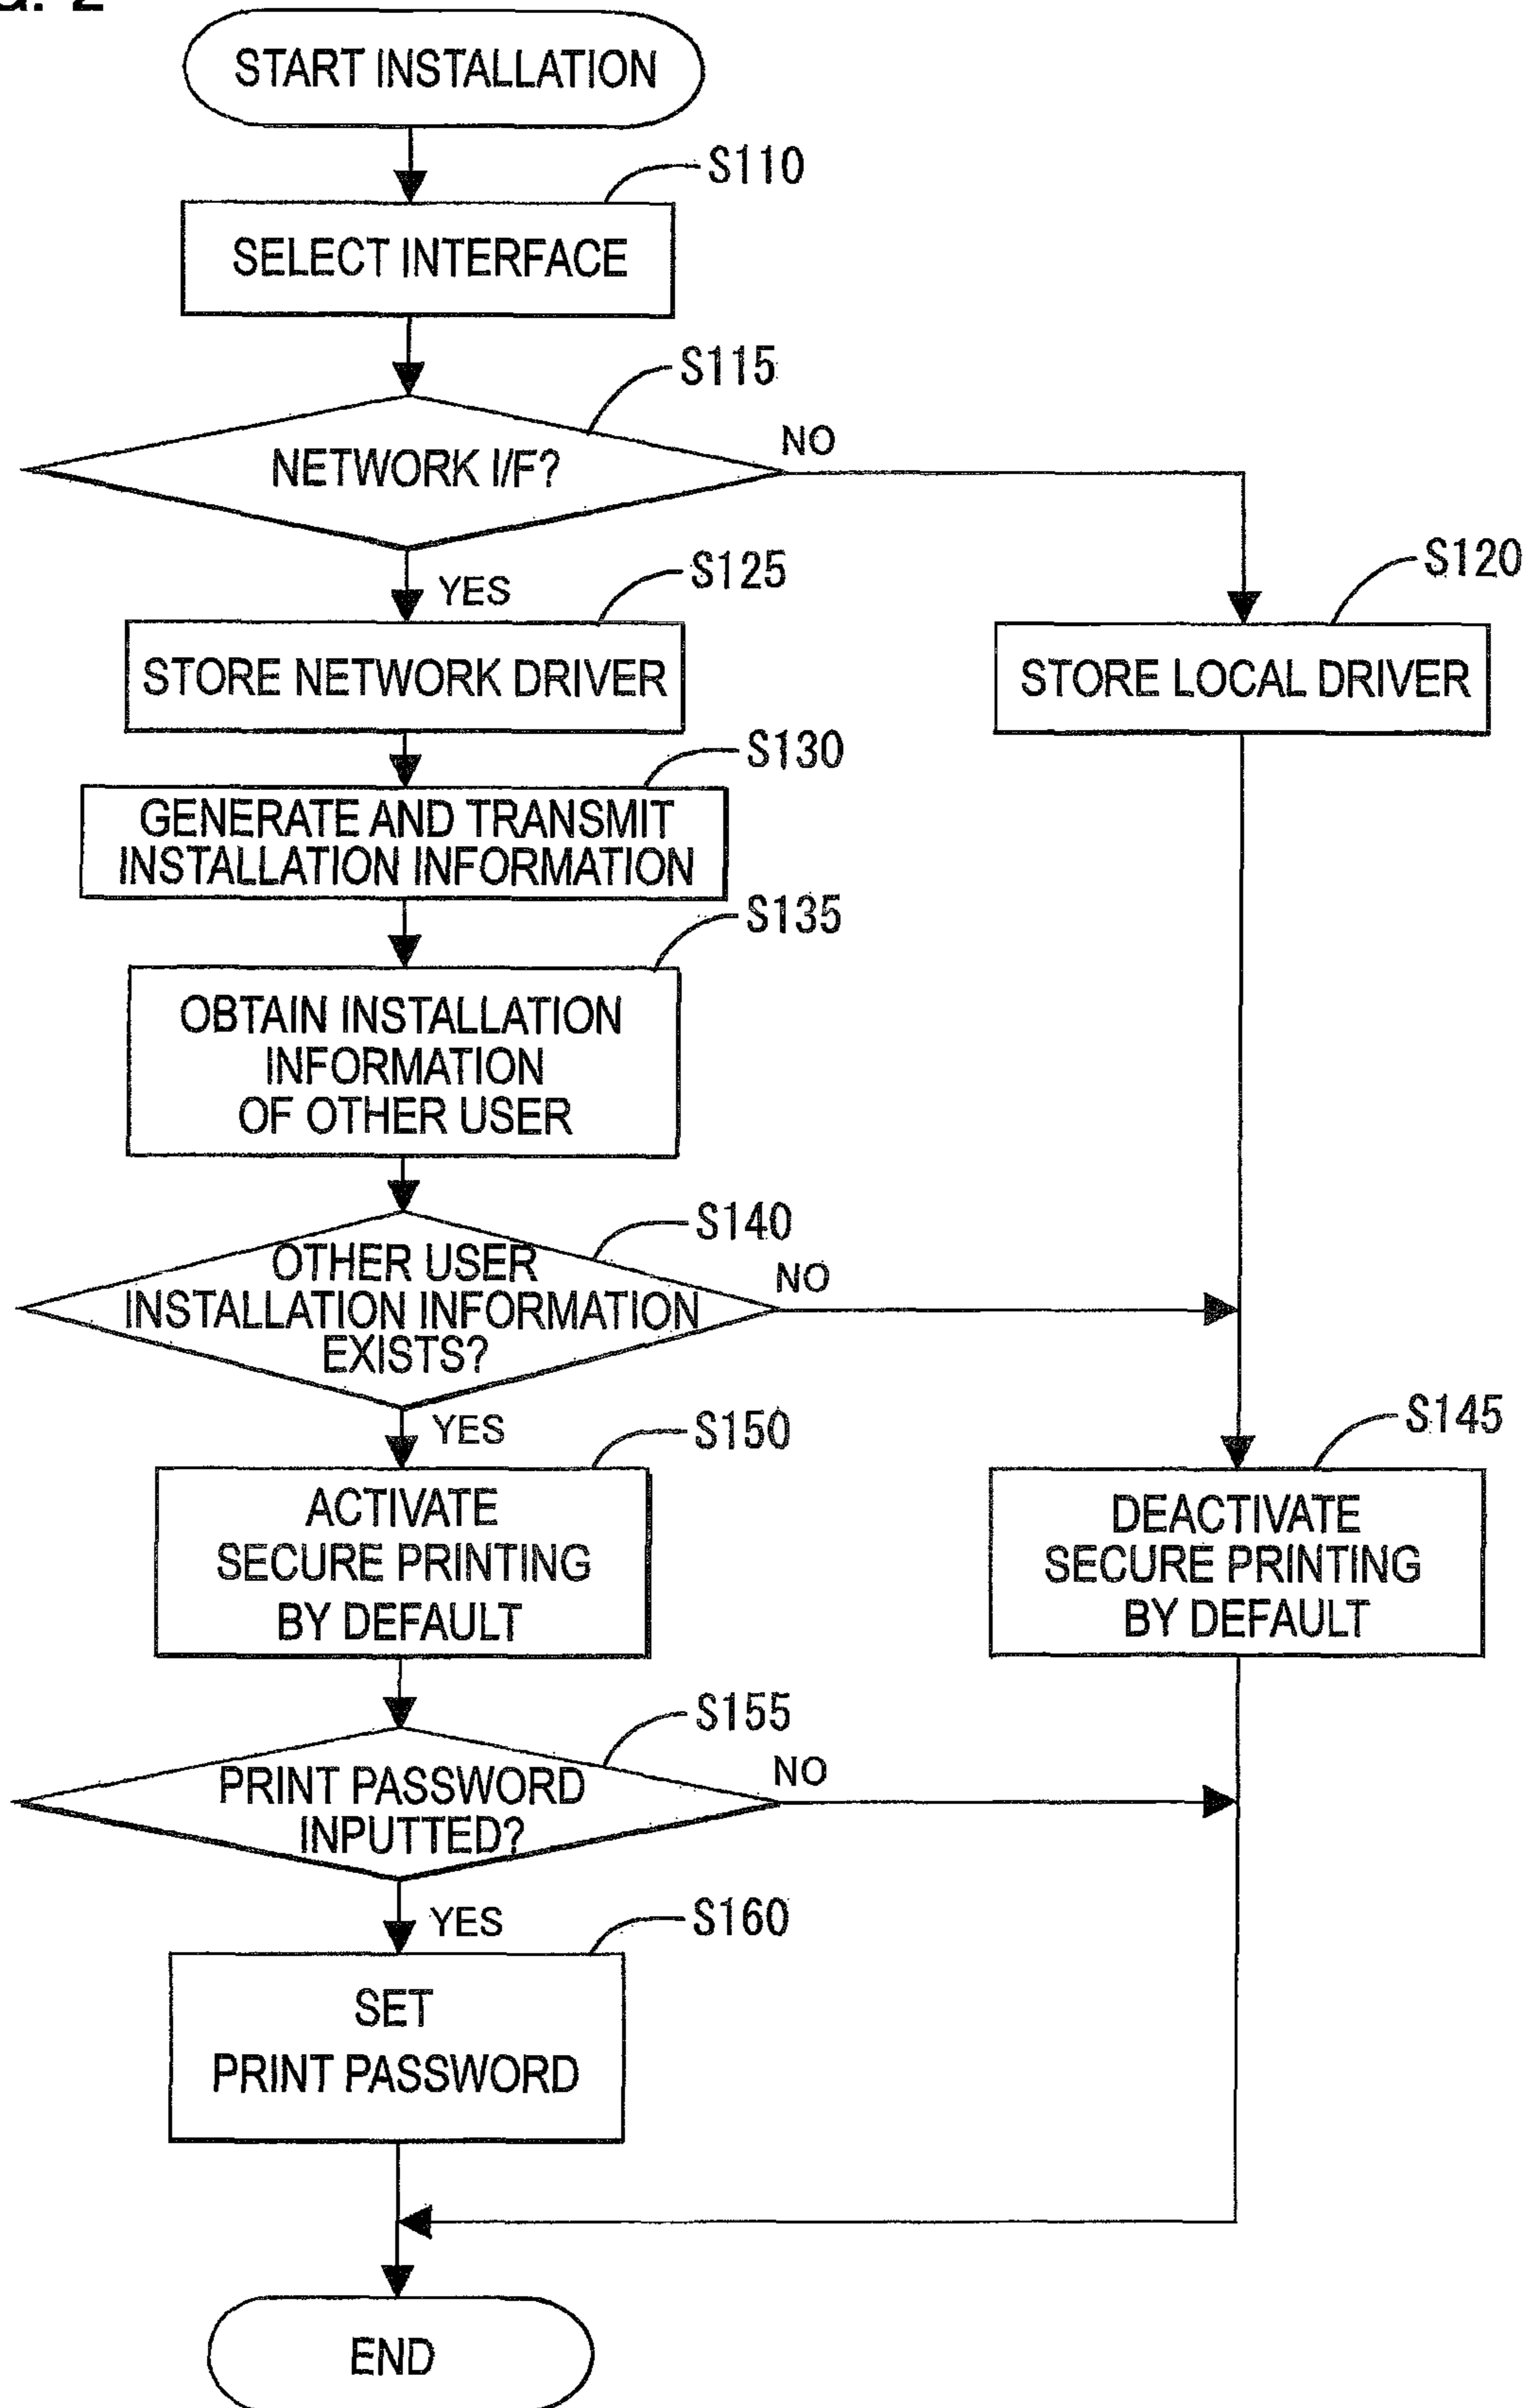 START INSTALLATION
S110
SELECT INTERFACE
S115
NETWORK I/F?
NO
YES
S125
S120
STORE NETWORK DRIVER
STORE LOCAL DRIVER
S130
GENERATE AND TRANSMIT
INSTALLATION INFORMATION
S135
OBTAIN INSTALLATION
INFORMATION
OF OTHER USER
S140
OTHER USER
INSTALLATION INFORMATION
EXISTS?
NO
YES
S150
S145
ACTIVATE
SECURE PRINTING
BY DEFAULT
DEACTIVATE
SECURE PRINTING
BY DEFAULT
S155
PRINT PASSWORD
INPUTTED?
NO
YES
S160
SET
PRINT PASSWORD
END